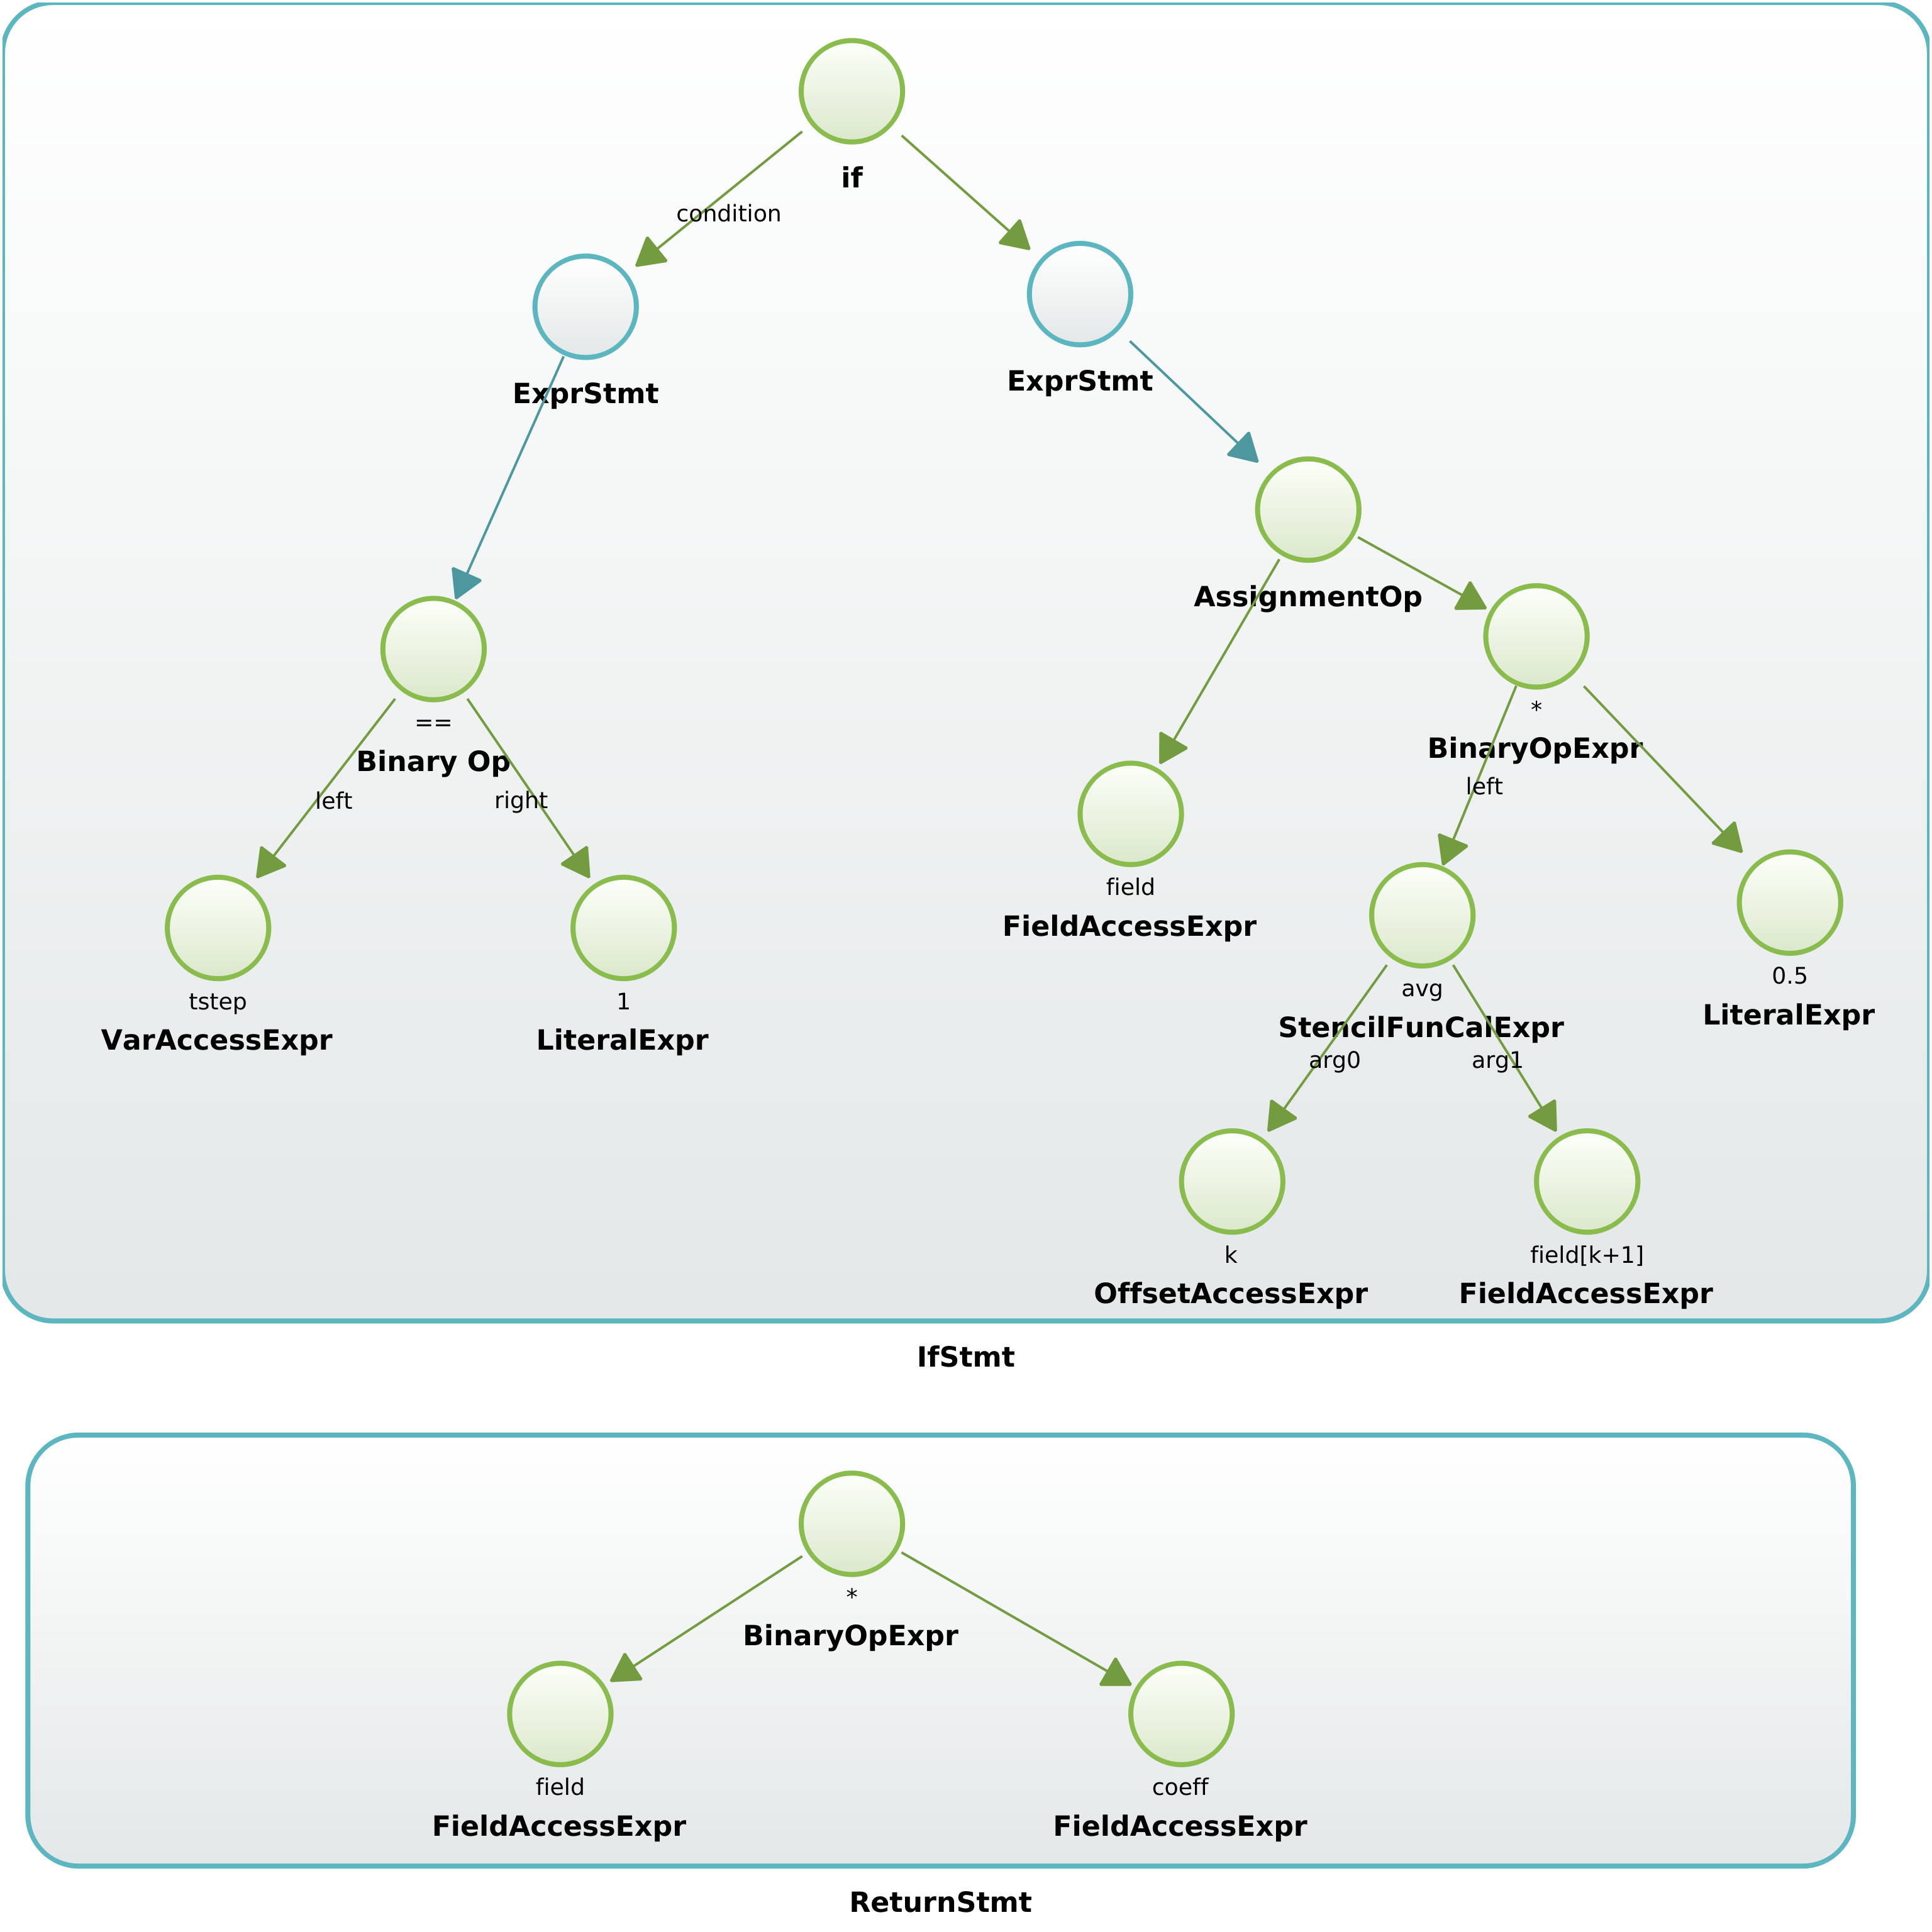 if
condition
ExprStmt
ExprStmt
AssignmentOp
==
Binary Op
*
BinaryOpExpr
left
left
right
field
FieldAccessExpr
tstep
VarAccessExpr
1
LiteralExpr
avg
StencilFunCalExpr
0.5
LiteralExpr
arg0
arg1
k
OffsetAccessExpr
field[k+1]
FieldAccessExpr
IfStmt
*
BinaryOpExpr
field
FieldAccessExpr
coeff
FieldAccessExpr
ReturnStmt